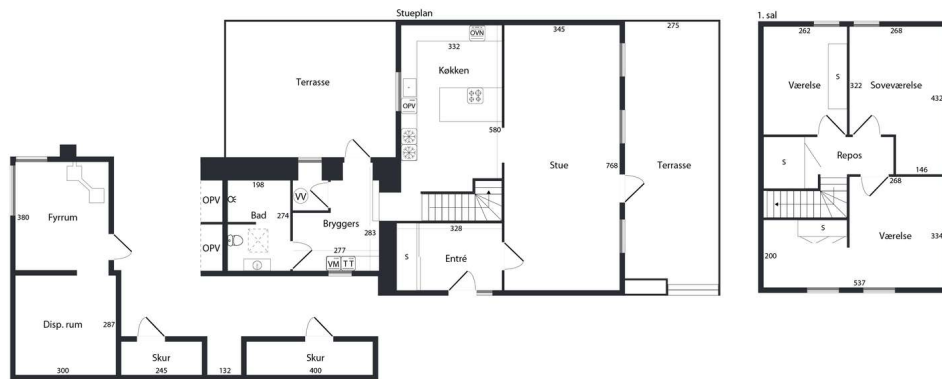 Stueplan
1. sal
345
275
262
268
OVN
332
Køkken
Terrasse
OPV
580
Stue
768
Terrasse
Værelse
S
322
Soveværelse
432
Repos
S
146
268
Fyrrum
380
OPV
198
Bad
VV
274
Bryggers
283
OPV
277
VM
TT
328
S
Entré
S
Værelse
334
200
537
Disp. rum
287
300
Skur
245
132
Skur
400